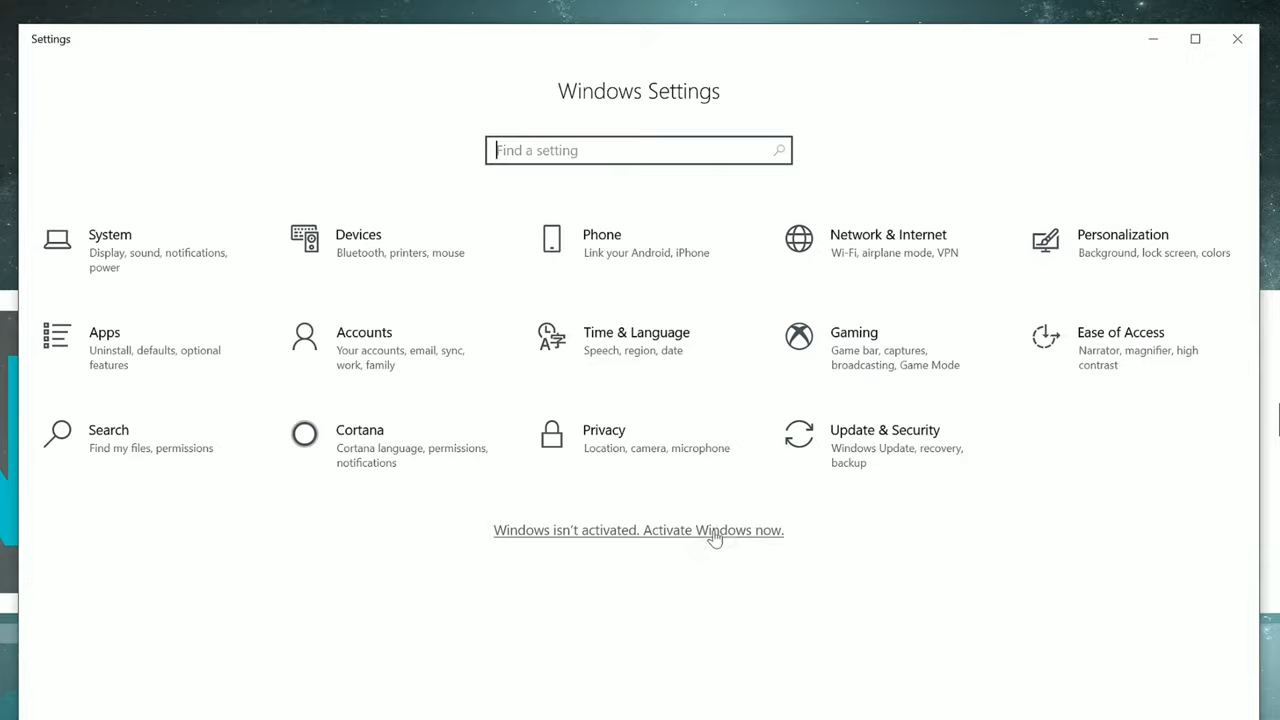 Settings
Windows Settings
Find a setting
System
Display, sound, notifications,
power
Devices
Bluetooth, printers, mouse
Phone
Link your Android, iPhone
Network & Internet
Wi-Fi, airplane mode, VPN
Personalization
Background, lock screen, colors
Apps
Uninstall, defaults, optional
features
Accounts
Your accounts, email, sync,
work, family
Time & Language
Speech, region, date
Gaming
Game bar, captures,
broadcasting, Game Mode
Ease of Access
Narrator, magnifier, high
contrast
Search
Find my files, permissions
Cortana
Cortana language, permissions,
notifications
Privacy
Location, camera, microphone
Update & Security
Windows Update, recovery,
backup
Windows isn't activated. Activate Windows now.